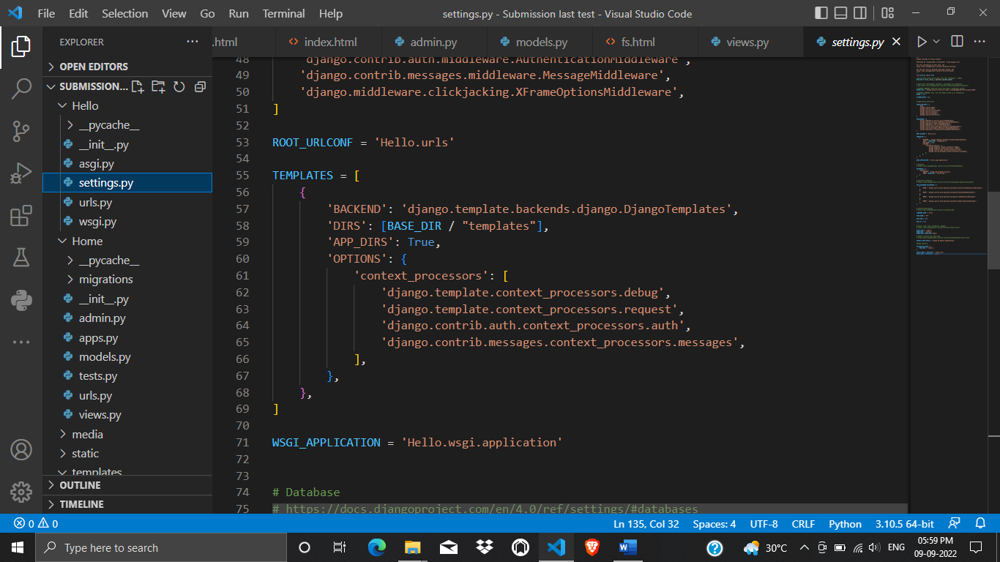 File Edit Selection View Go Run Terminal Help
settings.py - Submission last test - Visual Studio Code
EXPLORER
.html
index.html
admin.py
models.py
fs.html
views.py
settings.py
OPEN EDITORS
SUBMISSION...
Hello
__pycache__
__init__.py
asgi.py
settings.py
urls.py
wsgi.py
Home
__pycache__
migrations
__init__.py
admin.py
apps.py
models.py
tests.py
urls.py
views.py
media
static
templates
OUTLINE
TIMELINE
48 'django.contrib.auth.middleware.AuthenticationMiddleware',
49 'django.contrib.messages.middleware.MessageMiddleware',
50 'django.middleware.clickjacking.XFrameOptionsMiddleware',
51 ]
52
53 ROOT_URLCONF = 'Hello.urls'
54
55 TEMPLATES = [
56 {
57 'BACKEND': 'django.template.backends.django.DjangoTemplates',
58 'DIRS': [BASE_DIR / "templates"],
59 'APP_DIRS': True,
60 'OPTIONS': {
61 'context_processors': [
62 'django.template.context_processors.debug',
63 'django.template.context_processors.request',
64 'django.contrib.auth.context_processors.auth',
65 'django.contrib.messages.context_processors.messages',
66 ],
67 },
68 },
69 ]
70
71 WSGI_APPLICATION = 'Hello.wsgi.application'
72
73
74 # Database
75 # https://docs.djangoproject.com/en/4.0/ref/settings/#databases
0 0
Ln 135, Col 32 Spaces: 4 UTF-8 CRLF Python 3.10.5 64-bit
Type here to search
30°C
ENG
05:59 PM
09-09-2022